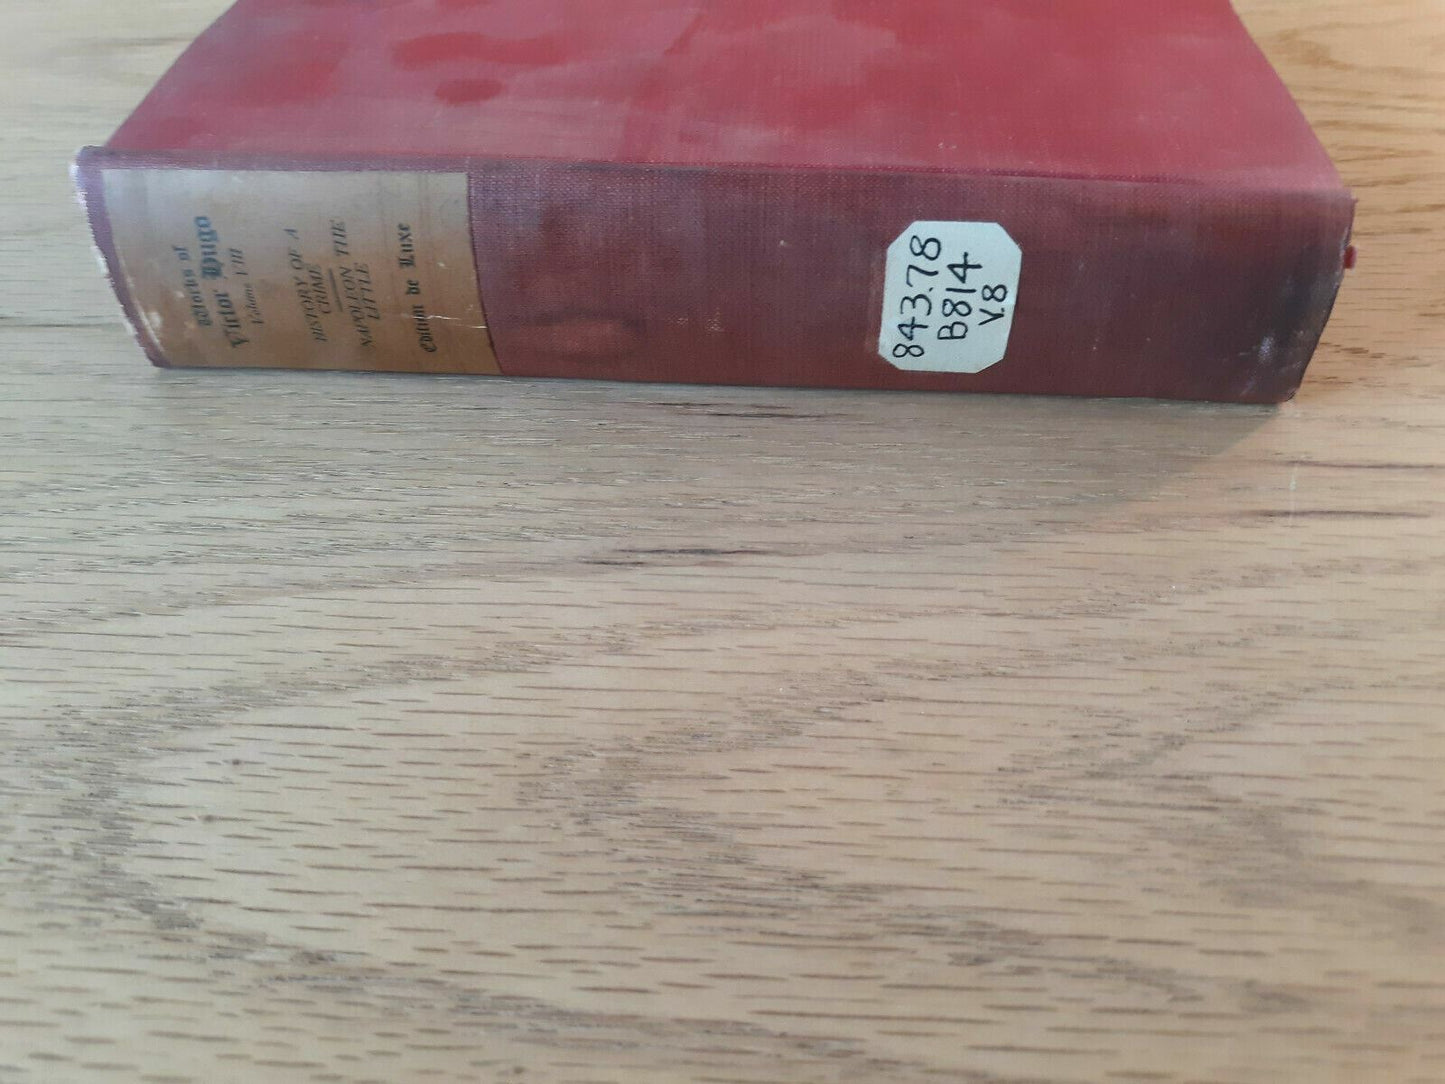 Works of
Victor Hugo
Volume VIII
HISTORY OF A
CRIME
NAPOLEON THE
LITTLE
Edition de Luxe
843.78
B814
V.8